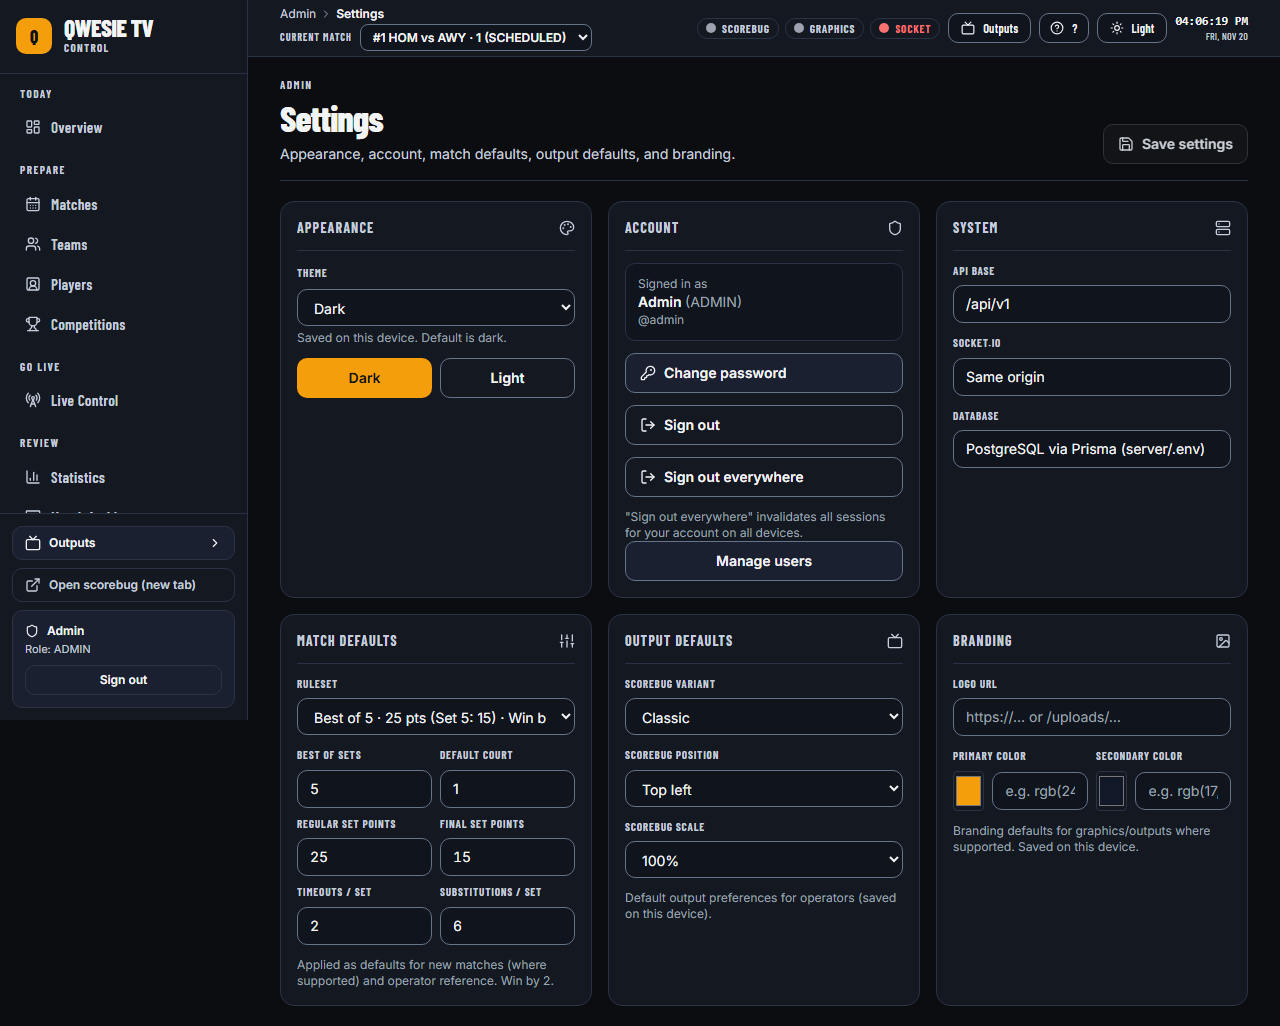 Q
QWESIE TV
CONTROL
TODAY
Overview
PREPARE
Matches
Teams
Players
Competitions
GO LIVE
Live Control
REVIEW
Statistics
Outputs
Open scorebug (new tab)
Admin
Role: ADMIN
Sign out
Admin > Settings
CURRENT MATCH
#1 HOM vs AWY · 1 (SCHEDULED)
SCOREBUG
GRAPHICS
SOCKET
Outputs
?
Light
04:06:19 PM
FRI, NOV 20
ADMIN
Settings
Appearance, account, match defaults, output defaults, and branding.
Save settings
APPEARANCE
THEME
Dark
Saved on this device. Default is dark.
Dark
Light
ACCOUNT
Signed in as
Admin (ADMIN)
@admin
Change password
Sign out
Sign out everywhere
"Sign out everywhere" invalidates all sessions
for your account on all devices.
Manage users
SYSTEM
API BASE
/api/v1
SOCKET.IO
Same origin
DATABASE
PostgreSQL via Prisma (server/.env)
MATCH DEFAULTS
RULESET
Best of 5 · 25 pts (Set 5: 15) · Win b
BEST OF SETS
DEFAULT COURT
5
1
REGULAR SET POINTS
FINAL SET POINTS
25
15
TIMEOUTS / SET
SUBSTITUTIONS / SET
2
6
Applied as defaults for new matches (where
supported) and operator reference. Win by 2.
OUTPUT DEFAULTS
SCOREBUG VARIANT
Classic
SCOREBUG POSITION
Top left
SCOREBUG SCALE
100%
Default output preferences for operators (saved
on this device).
BRANDING
LOGO URL
https://... or /uploads/...
PRIMARY COLOR
SECONDARY COLOR
e.g. rgb(24
e.g. rgb(17,
Branding defaults for graphics/outputs where
supported. Saved on this device.